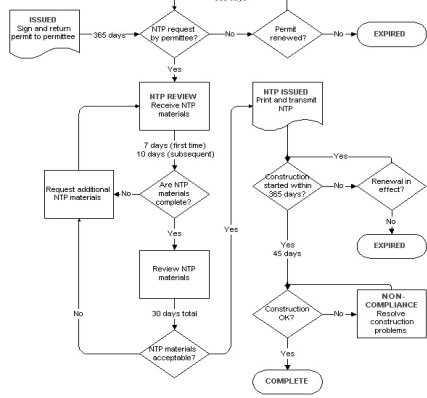 ISSUED
Sign and return
permit to permittee
365 days
NTP request
by permittee?
No
Permit
renewed?
No
EXPIRED
Yes
NTP REVIEW
Receive NTP
materials
NTP ISSUED
Print and transmit
NTP
7 days (first time)
10 days (subsequent)
Yes
Request additional
NTP materials
No
Are NTP
materials
complete?
Yes
Construction
started within
365 days?
No
Renewal in
effect?
No
Yes
EXPIRED
Review NTP
materials
Yes
45 days
30 days total
No
NTP materials
acceptable?
Construction
OK?
No
NON-
COMPLIANCE
Resolve
construction
problems
Yes
COMPLETE